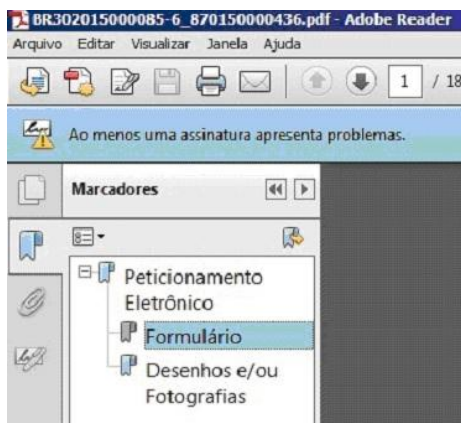 BR302015000085-6_870150000436.pdf - Adobe Reader
Arquivo Editar Visualizar Janela Ajuda
1 / 18
Ao menos uma assinatura apresenta problemas.
Marcadores
Peticionamento
Eletrônico
Formulário
Desenhos e/ou
Fotografias